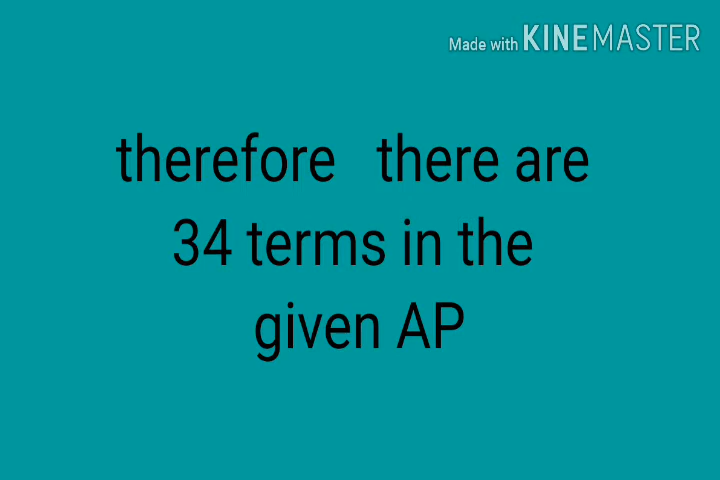 Made with KINEMASTER
therefore there are
34 terms in the
given AP